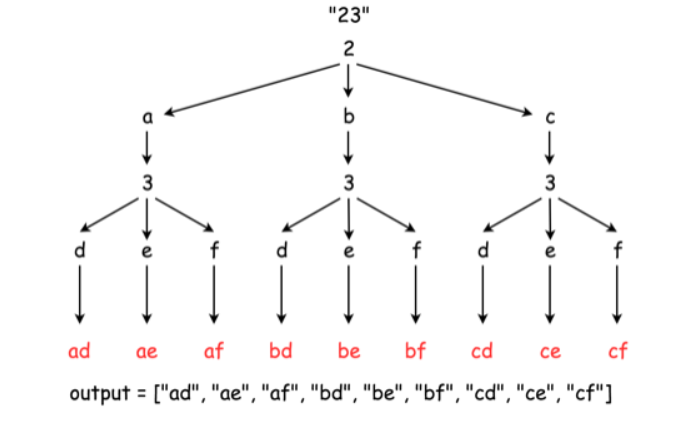 "23"
2
a b c
3 3 3
d e f d e f d e f
ad ae af bd be bf cd ce cf
output = ["ad", "ae", "af", "bd", "be", "bf", "cd", "ce", "cf"]